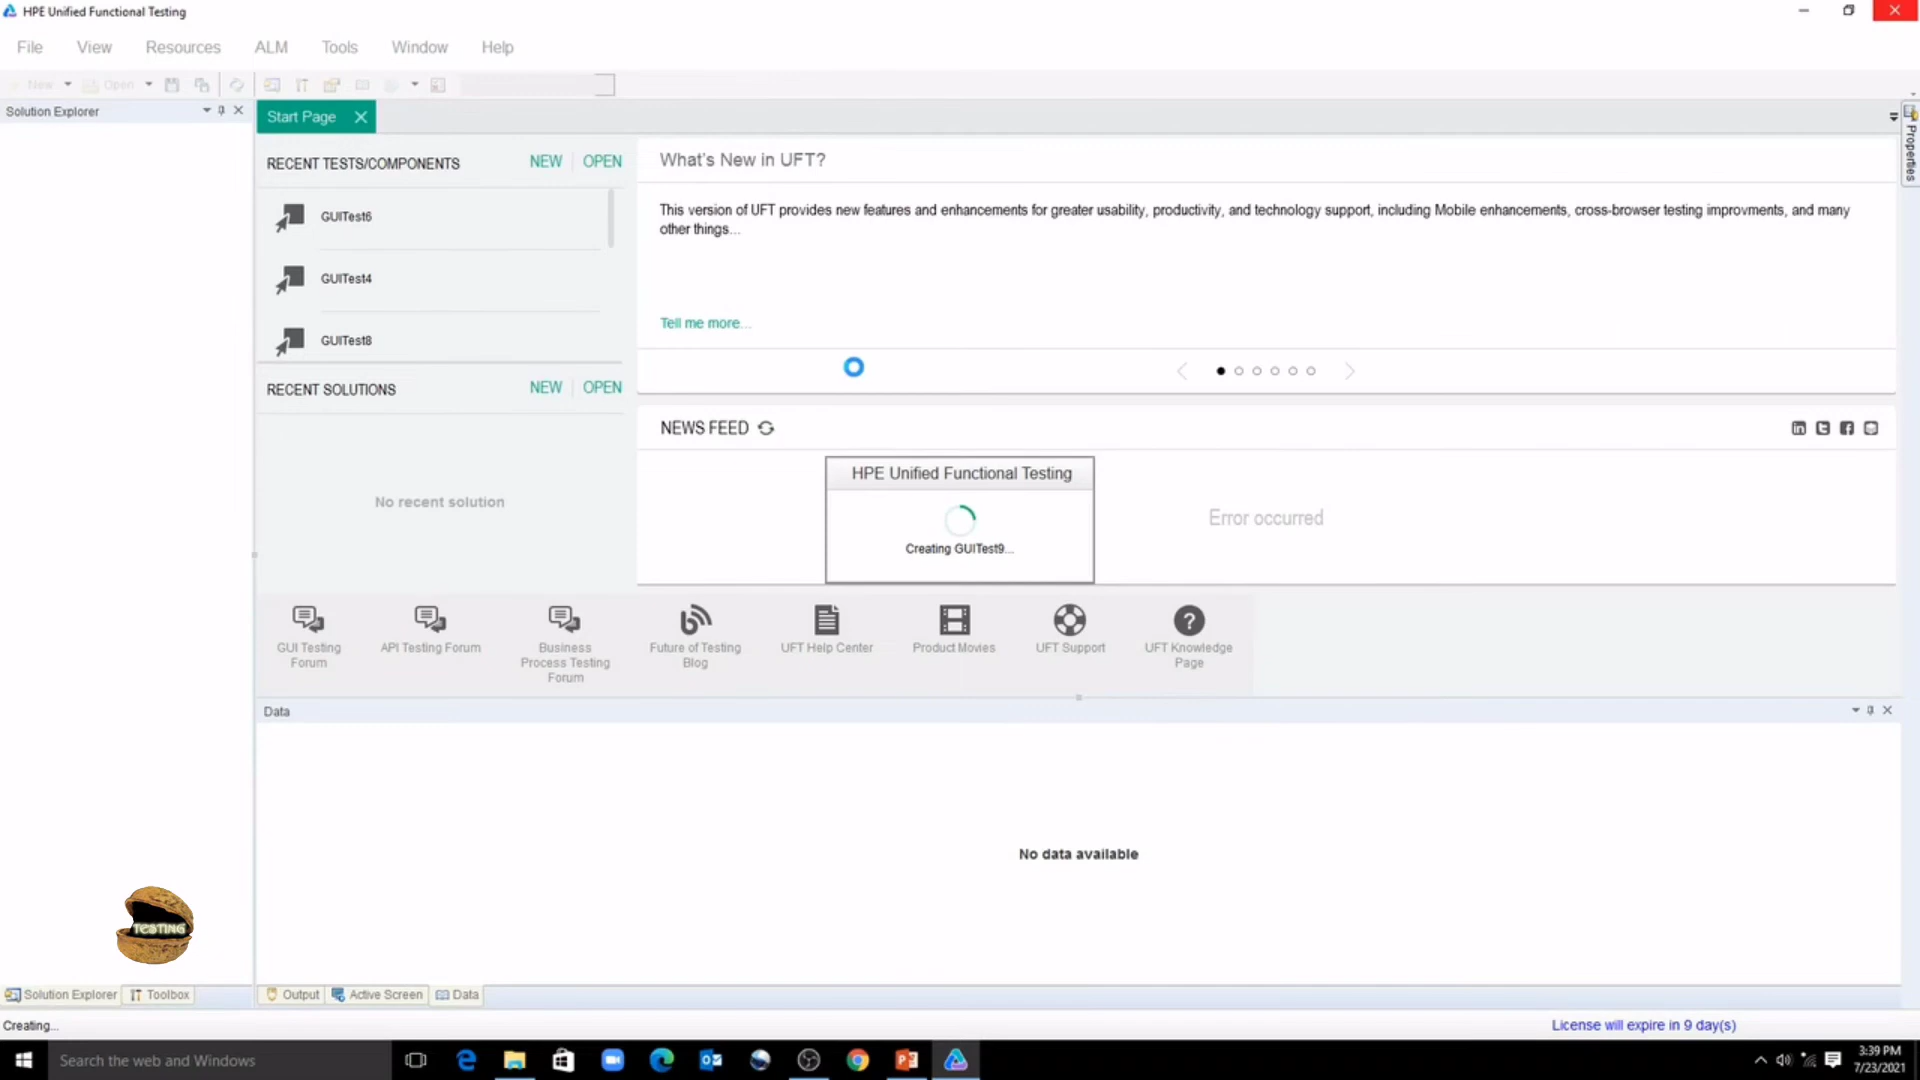 HPE Unified Functional Testing
File View Resources ALM Tools Window Help
New Open
Solution Explorer
Start Page
Properties
RECENT TESTS/COMPONENTS NEW OPEN
GUITest6
GUITest4
GUITest8
RECENT SOLUTIONS NEW OPEN
No recent solution
What's New in UFT?
This version of UFT provides new features and enhancements for greater usability, productivity, and technology support, including Mobile enhancements, cross-browser testing improvments, and many
other things...
Tell me more...
NEWS FEED
HPE Unified Functional Testing
Creating GUITest9...
Error occurred
GUI Testing
Forum
API Testing Forum
Business
Process Testing
Forum
Future of Testing
Blog
UFT Help Center
Product Movies
UFT Support
UFT Knowledge
Page
Data
No data available
TESTING
Solution Explorer Toolbox
Output Active Screen Data
Creating...
License will expire in 9 day(s)
Search the web and Windows
3:39 PM
7/23/2021